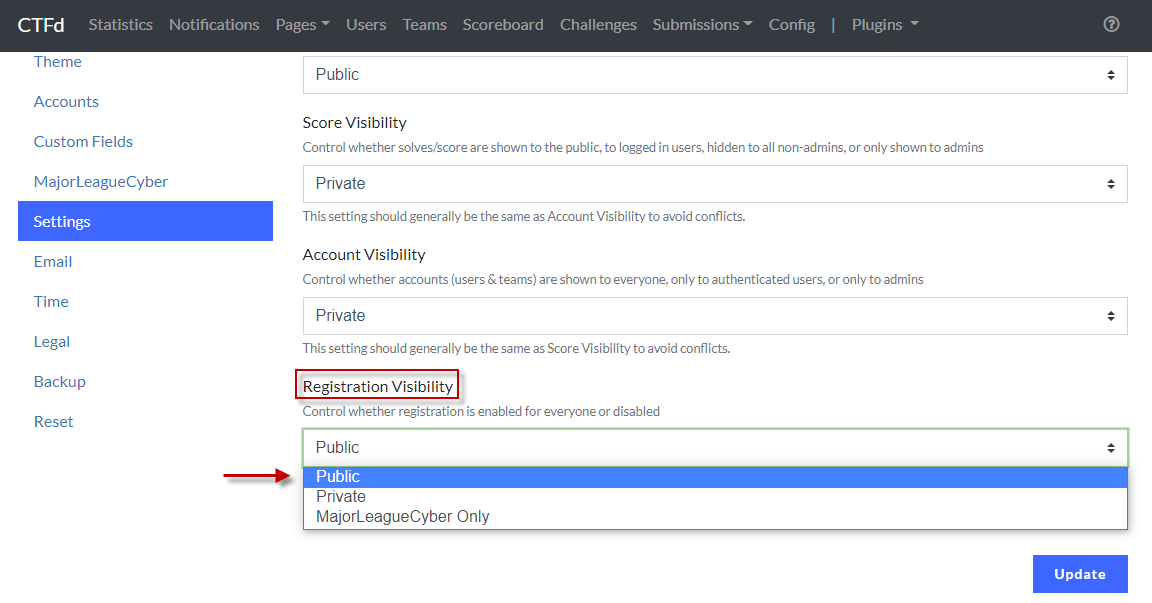 CTFd Statistics Notifications Pages Users Teams Scoreboard Challenges Submissions Config | Plugins
Theme
Accounts
Custom Fields
MajorLeagueCyber
Settings
Email
Time
Legal
Backup
Reset
Public
Score Visibility
Control whether solves/score are shown to the public, to logged in users, hidden to all non-admins, or only shown to admins
Private
This setting should generally be the same as Account Visibility to avoid conflicts.
Account Visibility
Control whether accounts (users & teams) are shown to everyone, only to authenticated users, or only to admins
Private
This setting should generally be the same as Score Visibility to avoid conflicts.
Registration Visibility
Control whether registration is enabled for everyone or disabled
Public
Public
Private
MajorLeagueCyber Only
Update